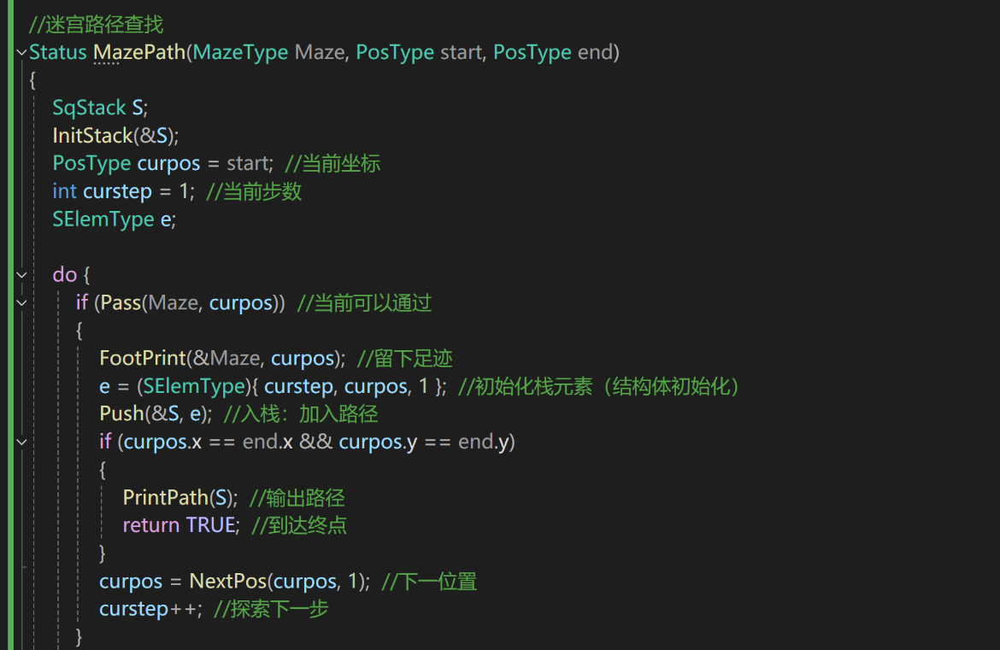 //迷宫路径查找
Status MazePath(MazeType Maze, PosType start, PosType end)
{
SqStack S;
InitStack(&S);
PosType curpos = start; //当前坐标
int curstep = 1; //当前步数
SElemType e;
do {
if (Pass(Maze, curpos)) //当前可以通过
{
FootPrint(&Maze, curpos); //留下足迹
e = (SElemType){ curstep, curpos, 1 }; //初始化栈元素（结构体初始化）
Push(&S, e); //入栈：加入路径
if (curpos.x == end.x && curpos.y == end.y)
{
PrintPath(S); //输出路径
return TRUE; //到达终点
}
curpos = NextPos(curpos, 1); //下一位置
curstep++; //探索下一步
}